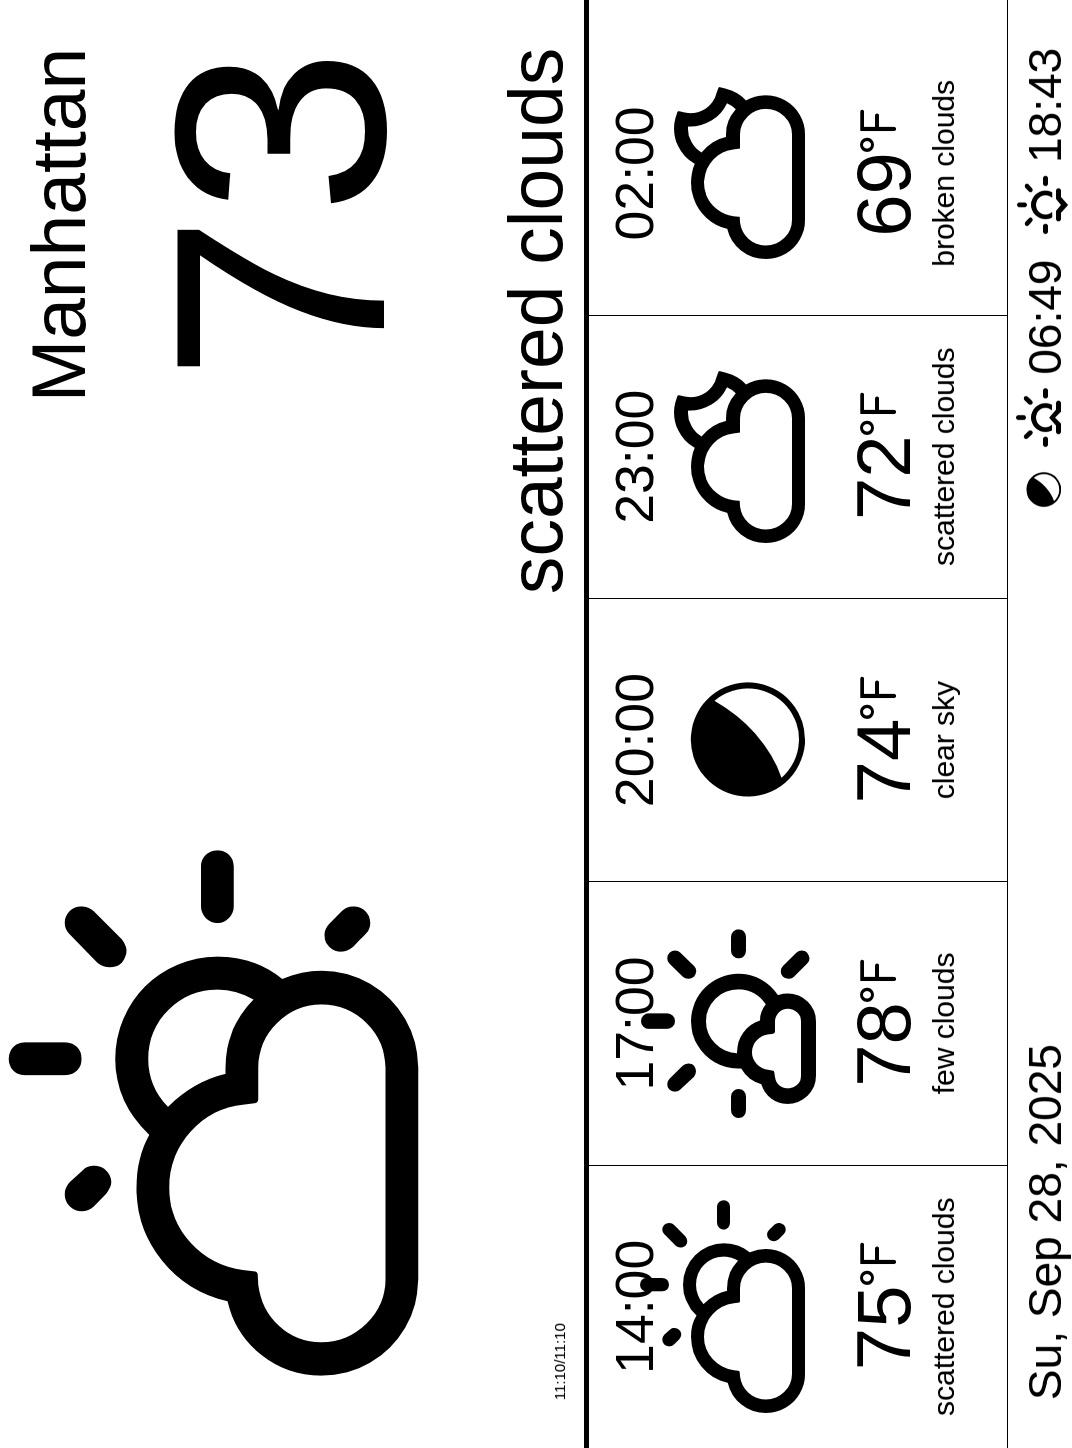 Manhattan
73
11:10/11:10
scattered clouds
14:00
17:00
20:00
23:00
02:00
75°F
78°F
74°F
72°F
69°F
scattered clouds
few clouds
clear sky
scattered clouds
broken clouds
Su, Sep 28, 2025
06:49
18:43